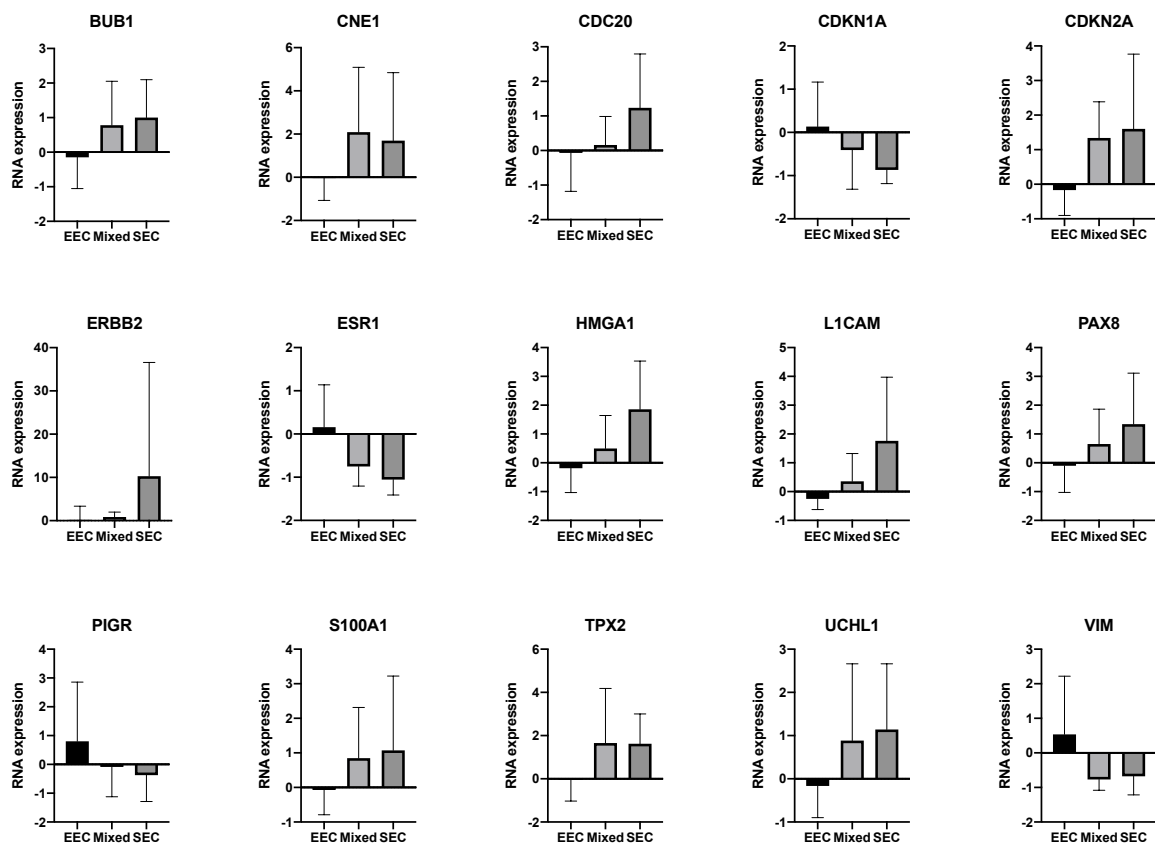 BUB1
RNA expression
3
2
1
0
-1
-2
EEC Mixed SEC
CNE1
RNA expression
6
4
2
0
-2
EEC Mixed SEC
CDC20
RNA expression
3
2
1
0
-1
-2
EEC Mixed SEC
CDKN1A
RNA expression
2
1
0
-1
-2
EEC Mixed SEC
CDKN2A
RNA expression
4
3
2
1
0
-1
EEC Mixed SEC
ERBB2
RNA expression
40
30
20
10
0
EEC Mixed SEC
ESR1
RNA expression
2
1
0
-1
-2
EEC Mixed SEC
HMGA1
RNA expression
4
3
2
1
0
-1
-2
EEC Mixed SEC
L1CAM
RNA expression
5
4
3
2
1
0
-1
EEC Mixed SEC
PAX8
RNA expression
4
3
2
1
0
-1
-2
EEC Mixed SEC
PIGR
RNA expression
4
3
2
1
0
-1
-2
EEC Mixed SEC
S100A1
RNA expression
4
3
2
1
0
-1
EEC Mixed SEC
TPX2
RNA expression
6
4
2
0
-2
EEC Mixed SEC
UCHL1
RNA expression
3
2
1
0
-1
EEC Mixed SEC
VIM
RNA expression
3
2
1
0
-1
-2
EEC Mixed SEC